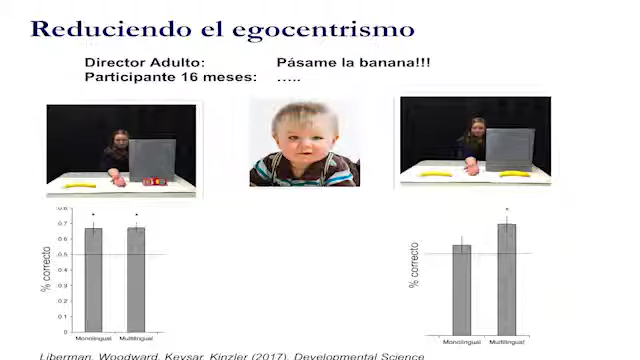 Reduciendo el egocentrismo
Director Adulto: Pásame la banana!!!
Participante 16 meses: …..
% correcto
0.8
0.7
0.6
0.5
0.4
0.3
0.2
0.1
0
Monolingual Multilingual
% correcto
Monolingual Multilingual
Liberman, Woodward, Keysar, Kinzler (2017). Developmental Science